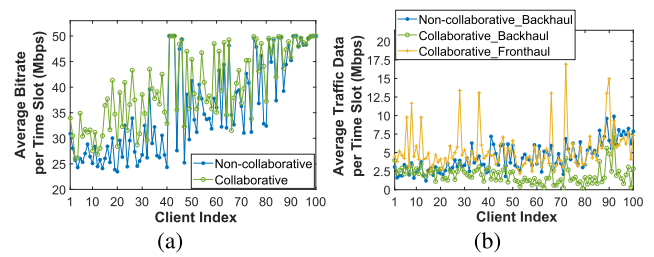 Average Bitrate
per Time Slot (Mbps)
50
45
40
35
30
25
20
1 10 20 30 40 50 60 70 80 90 100
Client Index
Non-collaborative
Collaborative
(a)
Non-collaborative_Backhaul
Collaborative_Backhaul
Collaborative_Fronthaul
Average Traffic Data
per Time Slot (Mbps)
20
17.5
15
12.5
10
7.5
5
2.5
0
1 10 20 30 40 50 60 70 80 90 100
Client Index
(b)